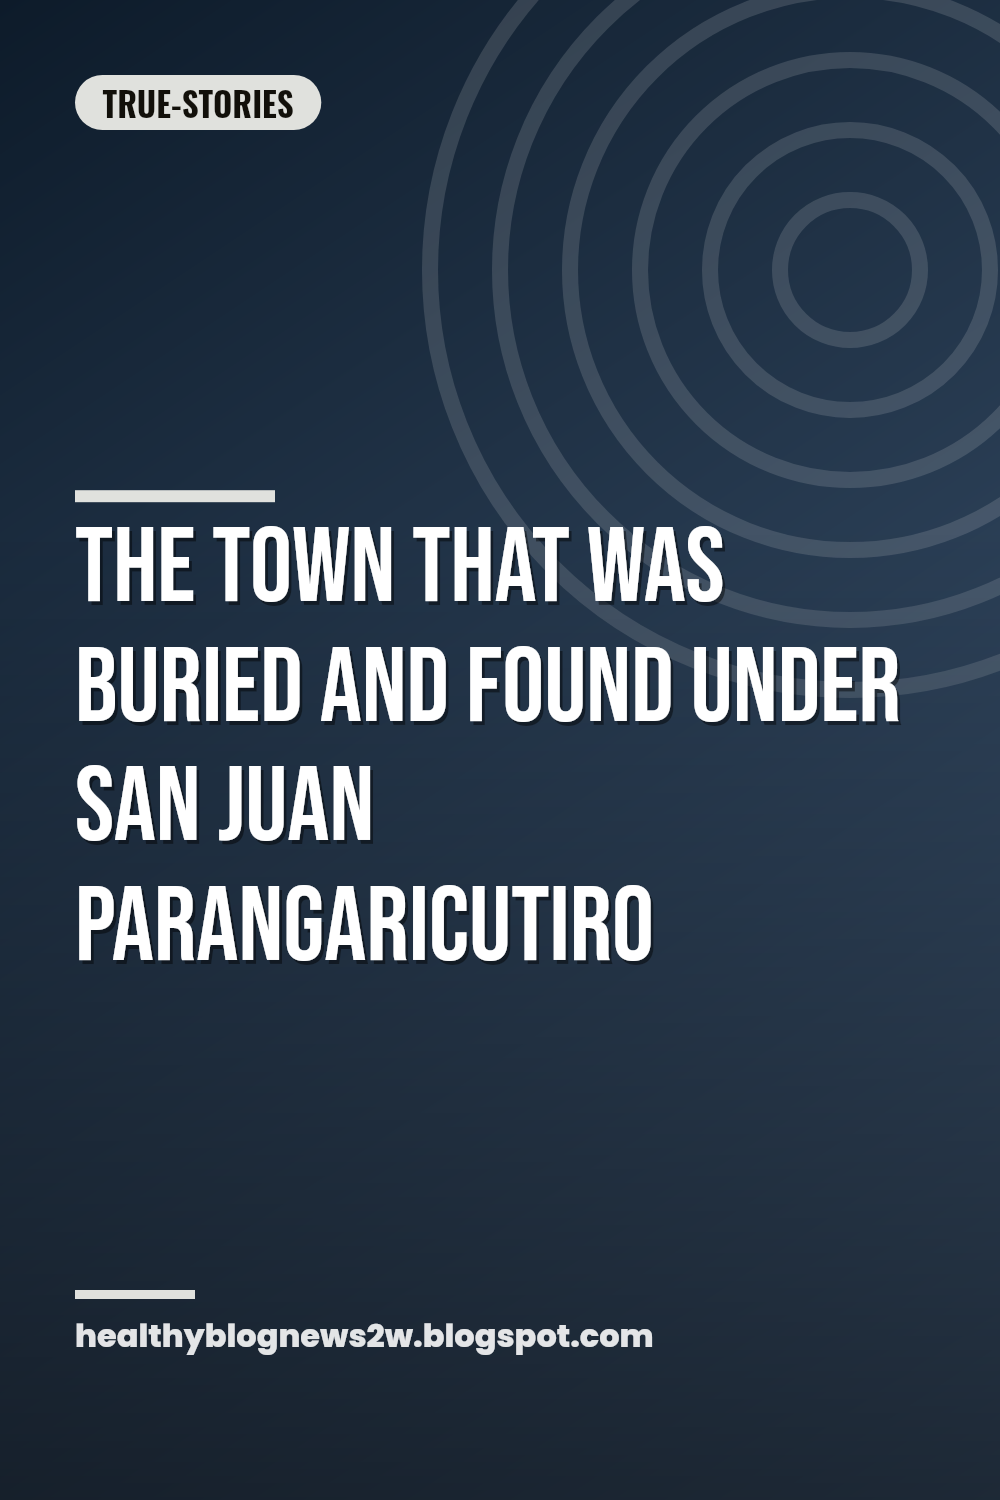 TRUE-STORIES
THE TOWN THAT WAS
BURIED AND FOUND UNDER
SAN JUAN
PARANGARICUTIRO
healthyblognews2w.blogspot.com